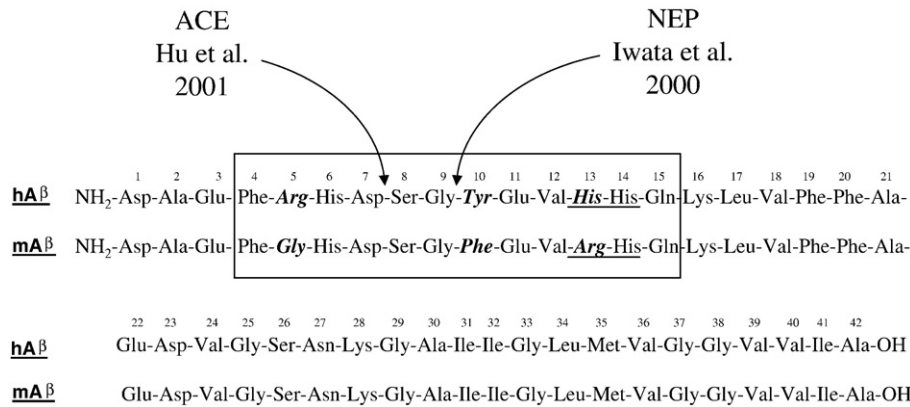 ACE
Hu et al.
2001
NEP
Iwata et al.
2000
1 2 3 4 5 6 7 8 9 10 11 12 13 14 15 16 17 18 19 20 21
hAβ NH2-Asp-Ala-Glu- Phe-Arg-His-Asp-Ser-Gly-Tyr-Glu-Val-His-His-Gln-Lys-Leu-Val-Phe-Phe-Ala-
mAβ NH2-Asp-Ala-Glu- Phe-Gly-His-Asp-Ser-Gly-Phe-Glu-Val-Arg-His-Gln-Lys-Leu-Val-Phe-Phe-Ala-
22 23 24 25 26 27 28 29 30 31 32 33 34 35 36 37 38 39 40 41 42
hAβ Glu-Asp-Val-Gly-Ser-Asn-Lys-Gly-Ala-Ile-Ile-Gly-Leu-Met-Val-Gly-Gly-Val-Val-Ile-Ala-OH
mAβ Glu-Asp-Val-Gly-Ser-Asn-Lys-Gly-Ala-Ile-Ile-Gly-Leu-Met-Val-Gly-Gly-Val-Val-Ile-Ala-OH